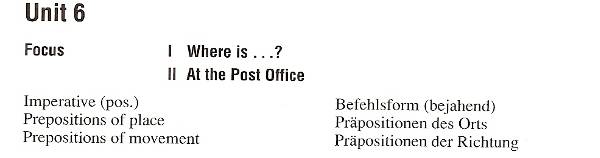 Unit 6
Focus I Where is . . .?
II At the Post Office
Imperative (pos.) Befehlsform (bejahend)
Prepositions of place Präpositionen des Orts
Prepositions of movement Präpositionen der Richtung